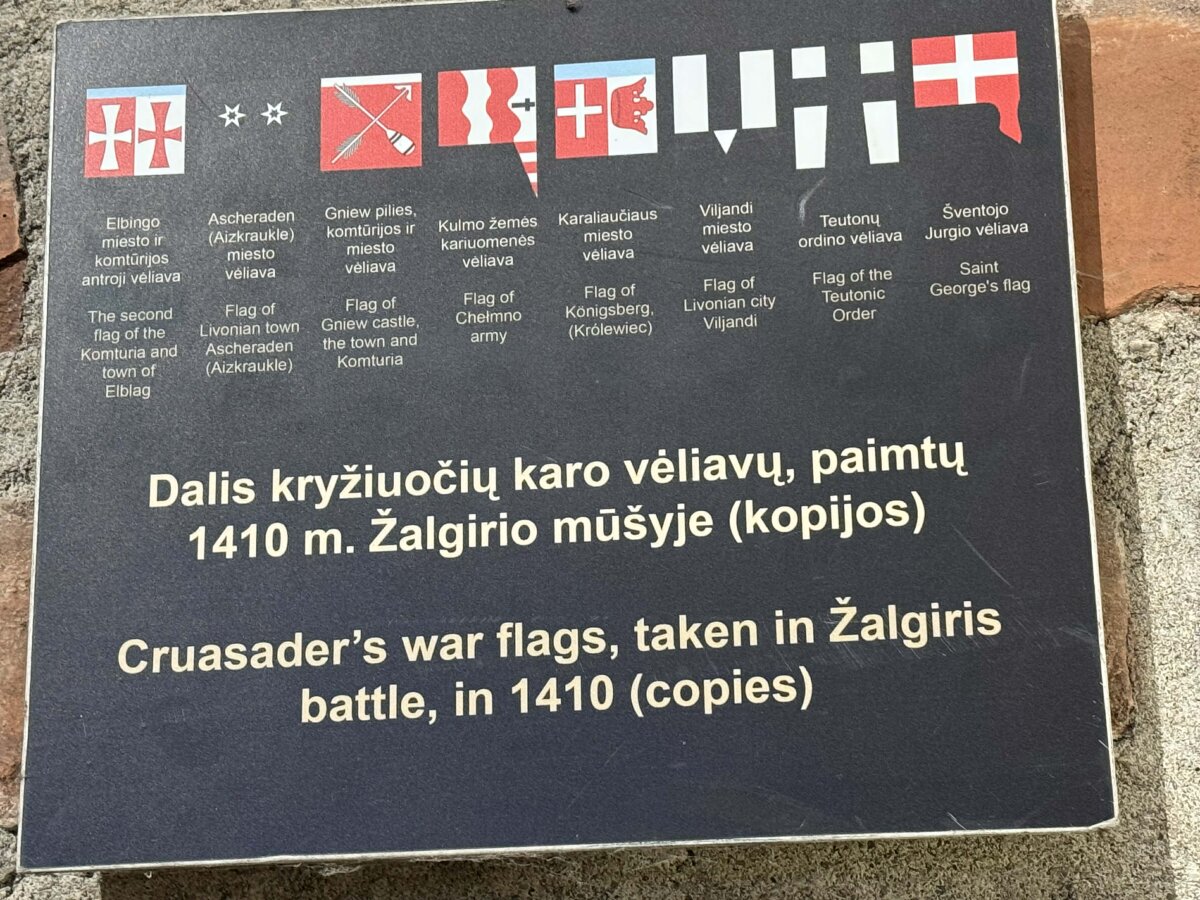 Elbingo
miesto ir
komtūrijos
antroji vėliava
The second
flag of the
Komturia and
town of
Elblag
Ascheraden
(Aizkraukle)
miesto
vėliava
Flag of
Livonian town
Ascheraden
(Aizkraukle)
Gniew pilies,
komtūrijos ir
miesto
vėliava
Flag of
Gniew castle,
the town and
Komturia
Kulmo žemės
kariuomenės
vėliava
Flag of
Chełmno
army
Karaliaučiaus
miesto
vėliava
Flag of
Königsberg,
(Królewiec)
Viljandi
miesto
vėliava
Flag of
Livonian city
Viljandi
Teutonų
ordino vėliava
Flag of the
Teutonic
Order
Šventojo
Jurgio vėliava
Saint
George's flag
Dalis kryžiuočių karo vėliavų, paimtų
1410 m. Žalgirio mūšyje (kopijos)
Cruasader’s war flags, taken in Žalgiris
battle, in 1410 (copies)